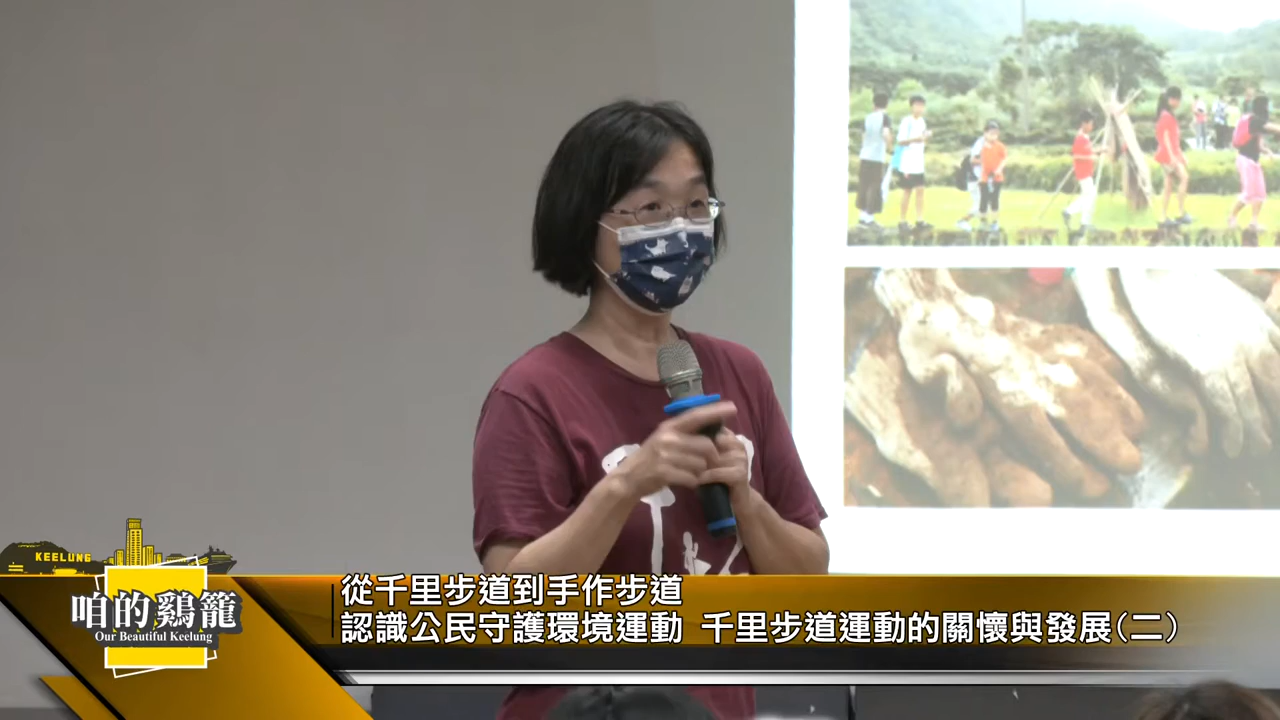 KEELUNG
咱的鷄籠
Our Beautiful Keelung
從千里步道到手作步道
認識公民守護環境運動 千里步道運動的關懷與發展(二)